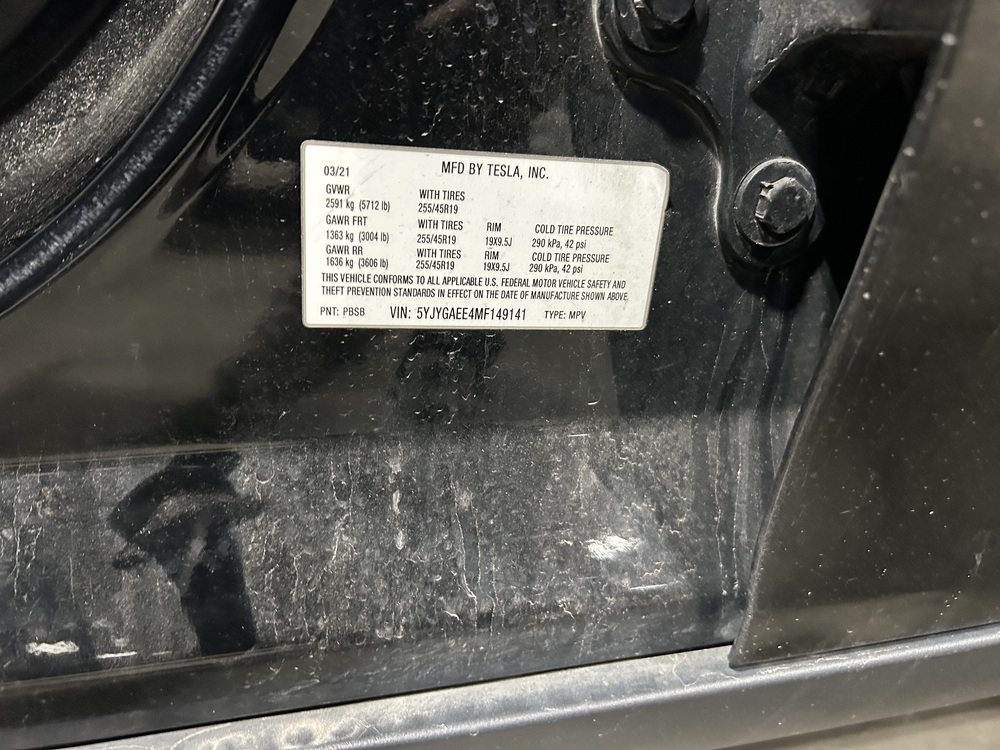 MFD BY TESLA, INC.
03/21
GVWR WITH TIRES
2591 kg (5712 lb) 255/45R19
GAWR FRT WITH TIRES RIM COLD TIRE PRESSURE
1363 kg (3004 lb) 255/45R19 19X9.5J 290 kPa, 42 psi
GAWR RR WITH TIRES RIM COLD TIRE PRESSURE
1636 kg (3606 lb) 255/45R19 19X9.5J 290 kPa, 42 psi
THIS VEHICLE CONFORMS TO ALL APPLICABLE U.S. FEDERAL MOTOR VEHICLE SAFETY AND
THEFT PREVENTION STANDARDS IN EFFECT ON THE DATE OF MANUFACTURE SHOWN ABOVE.
PNT: PBSB VIN: 5YJYGAEE4MF149141 TYPE: MPV